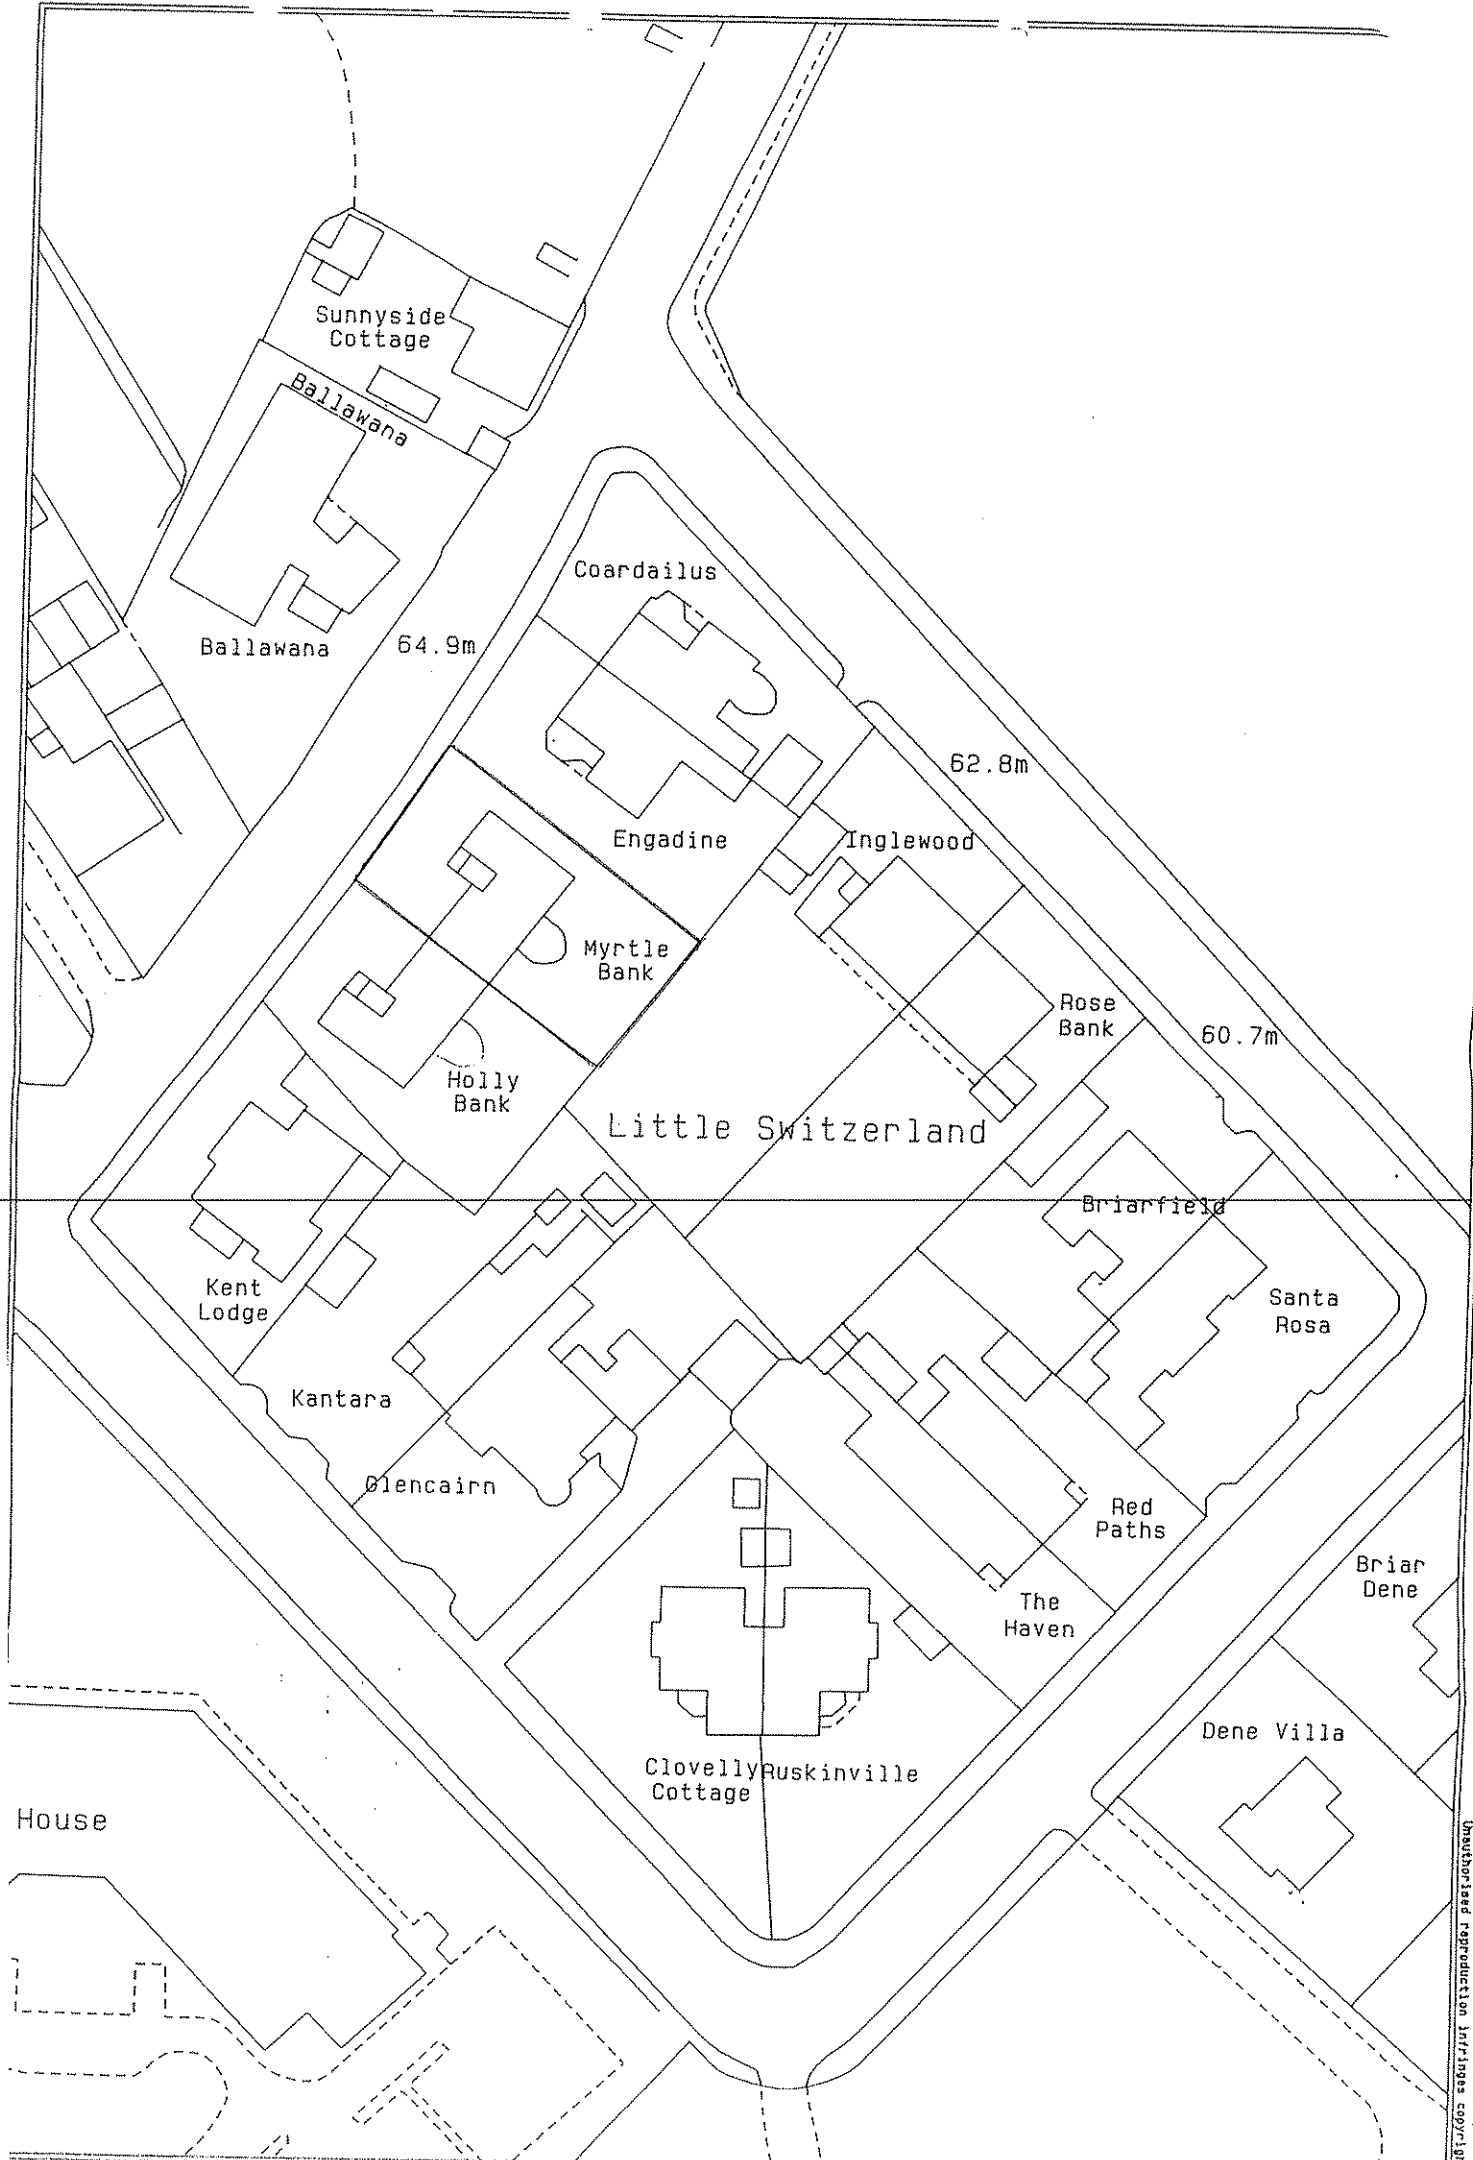 Sunnyside
Cottage
Ballawana
Coardailus
Ballawana
64.9m
62.8m
Engadine
Inglewood
Myrtle
Bank
Rose
Bank
60.7m
Holly
Bank
Little Switzerland
Briarfield
Kent
Lodge
Santa
Rosa
Kantara
Glencairn
Red
Paths
Briar
Dene
The
Haven
Dene Villa
Clovelly
Cottage
Ruskinville
House
Unauthorised reproduction infringes copyrig